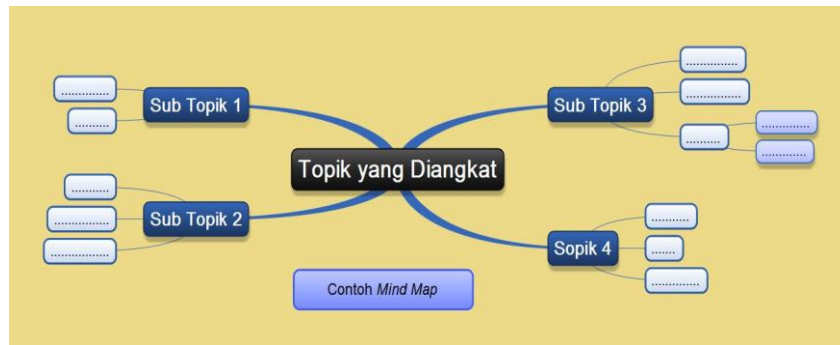 Sub Topik 1
.............
..........
Sub Topik 2
...........
................
.................
Topik yang Diangkat
Sub Topik 3
...............
................
..........
..............
.............
Sopik 4
...........
.......
..............
Contoh Mind Map